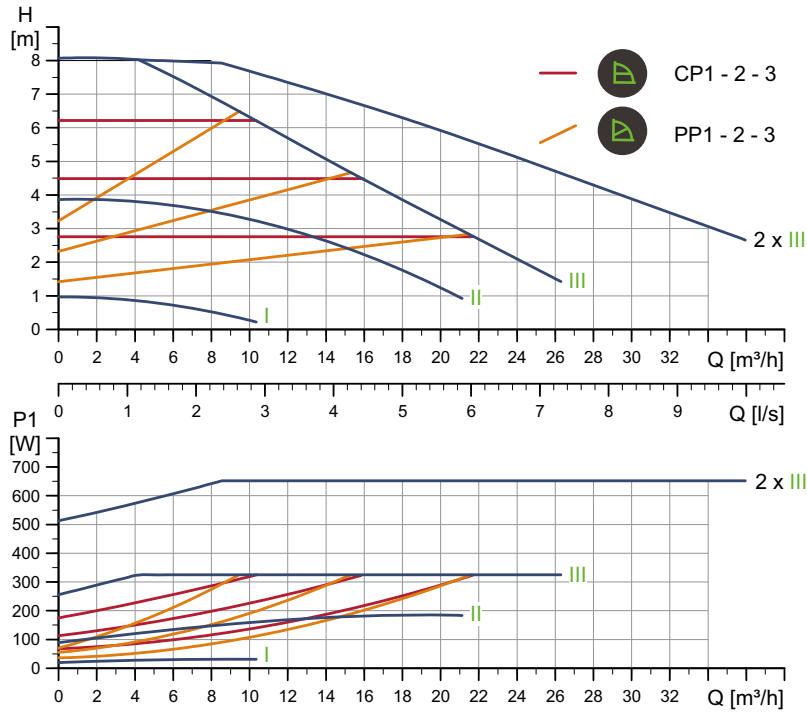 H
[m]
8
7
6
5
4
3
2
1
0
CP1 - 2 - 3
PP1 - 2 - 3
2 x III
III
II
I
0 2 4 6 8 10 12 14 16 18 20 22 24 26 28 30 32 Q [m³/h]
0 1 2 3 4 5 6 7 8 9 Q [l/s]
P1
[W]
700
600
500
400
300
200
100
0
2 x III
III
II
I
0 2 4 6 8 10 12 14 16 18 20 22 24 26 28 30 32 Q [m³/h]